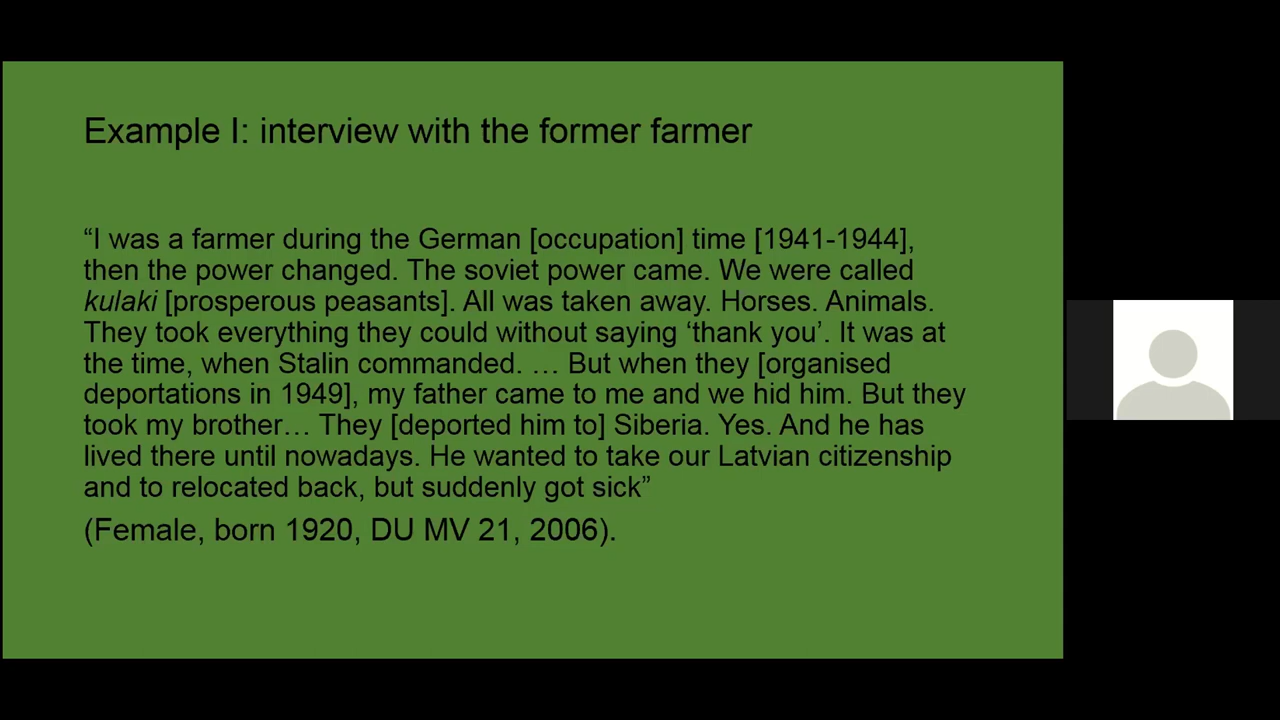 Example I: interview with the former farmer
“I was a farmer during the German [occupation] time [1941-1944],
then the power changed. The soviet power came. We were called
kulaki [prosperous peasants]. All was taken away. Horses. Animals.
They took everything they could without saying ‘thank you’. It was at
the time, when Stalin commanded. … But when they [organised
deportations in 1949], my father came to me and we hid him. But they
took my brother… They [deported him to] Siberia. Yes. And he has
lived there until nowadays. He wanted to take our Latvian citizenship
and to relocated back, but suddenly got sick”
(Female, born 1920, DU MV 21, 2006).